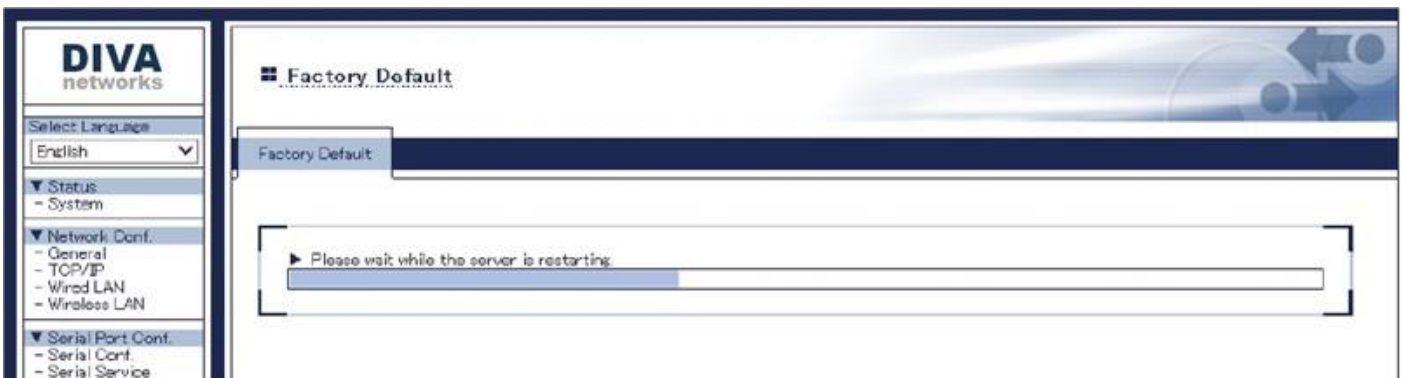 DIVA
networks
Select Language
English
▼ Status
- System
▼ Network Conf.
- General
- TCP/IP
- Wired LAN
- Wireless LAN
▼ Serial Port Conf.
- Serial Conf.
- Serial Service
Factory Default
Factory Default
► Please wait while the server is restarting.